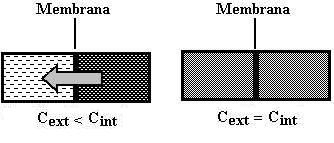 Membrana
Membrana
Cext < Cint
Cext = Cint